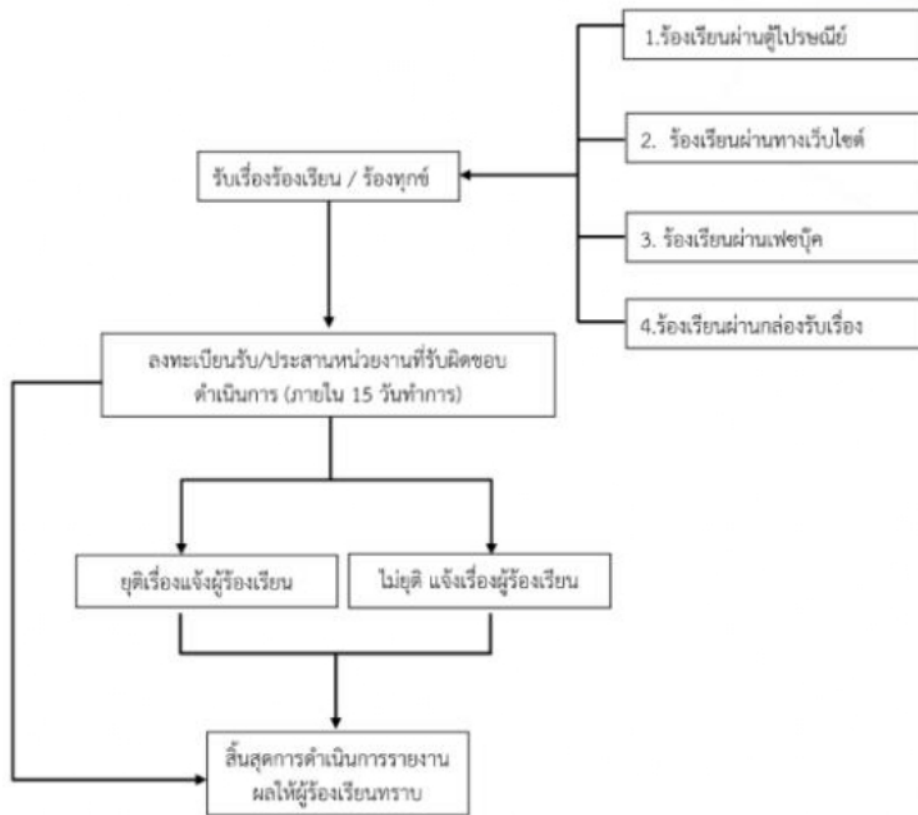 1.ร้องเรียนผ่านตู้ไปรษณีย์
2. ร้องเรียนผ่านทางเว็บไซต์
รับเรื่องร้องเรียน / ร้องทุกข์
3. ร้องเรียนผ่านเฟซบุ๊ค
4.ร้องเรียนผ่านกล่องรับเรื่อง
ลงทะเบียนรับ/ประสานหน่วยงานที่รับผิดชอบ
ดำเนินการ (ภายใน 15 วันทำการ)
ยุติเรื่องแจ้งผู้ร้องเรียน
ไม่ยุติ แจ้งเรื่องผู้ร้องเรียน
สิ้นสุดการดำเนินการรายงาน
ผลให้ผู้ร้องเรียนทราบ